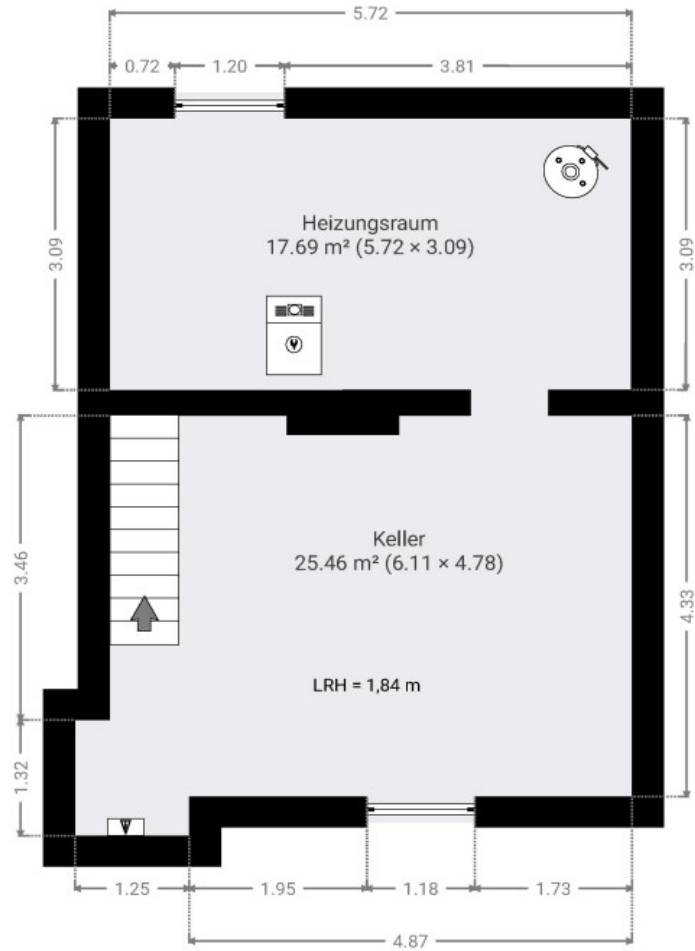 5.72
0.72
1.20
3.81
3.09
3.09
Heizungsraum
17.69 m² (5.72 × 3.09)
3.46
4.33
Keller
25.46 m² (6.11 × 4.78)
LRH = 1,84 m
1.32
1.25
1.95
1.18
1.73
4.87